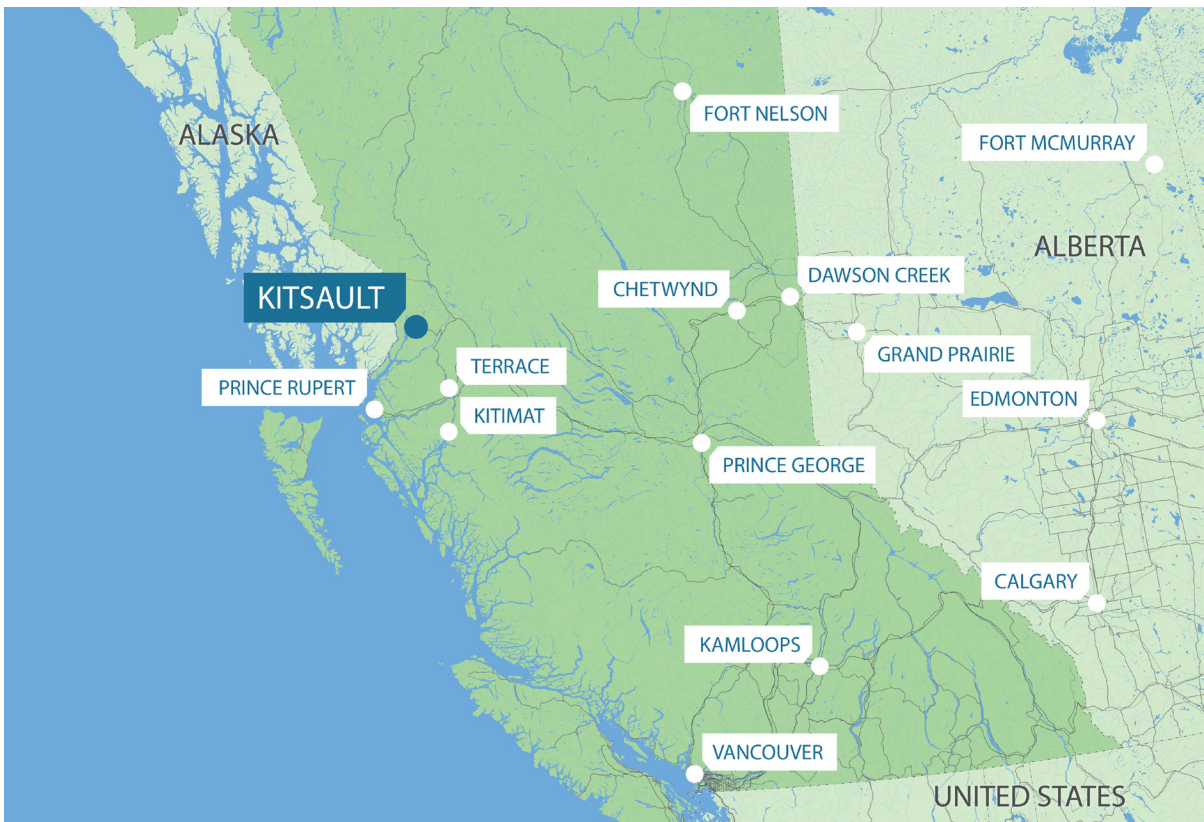 FORT NELSON
ALASKA
FORT MCMURRAY
ALBERTA
DAWSON CREEK
CHETWYND
KITSAULT
GRAND PRAIRIE
TERRACE
PRINCE RUPERT
EDMONTON
KITIMAT
PRINCE GEORGE
CALGARY
KAMLOOPS
VANCOUVER
UNITED STATES